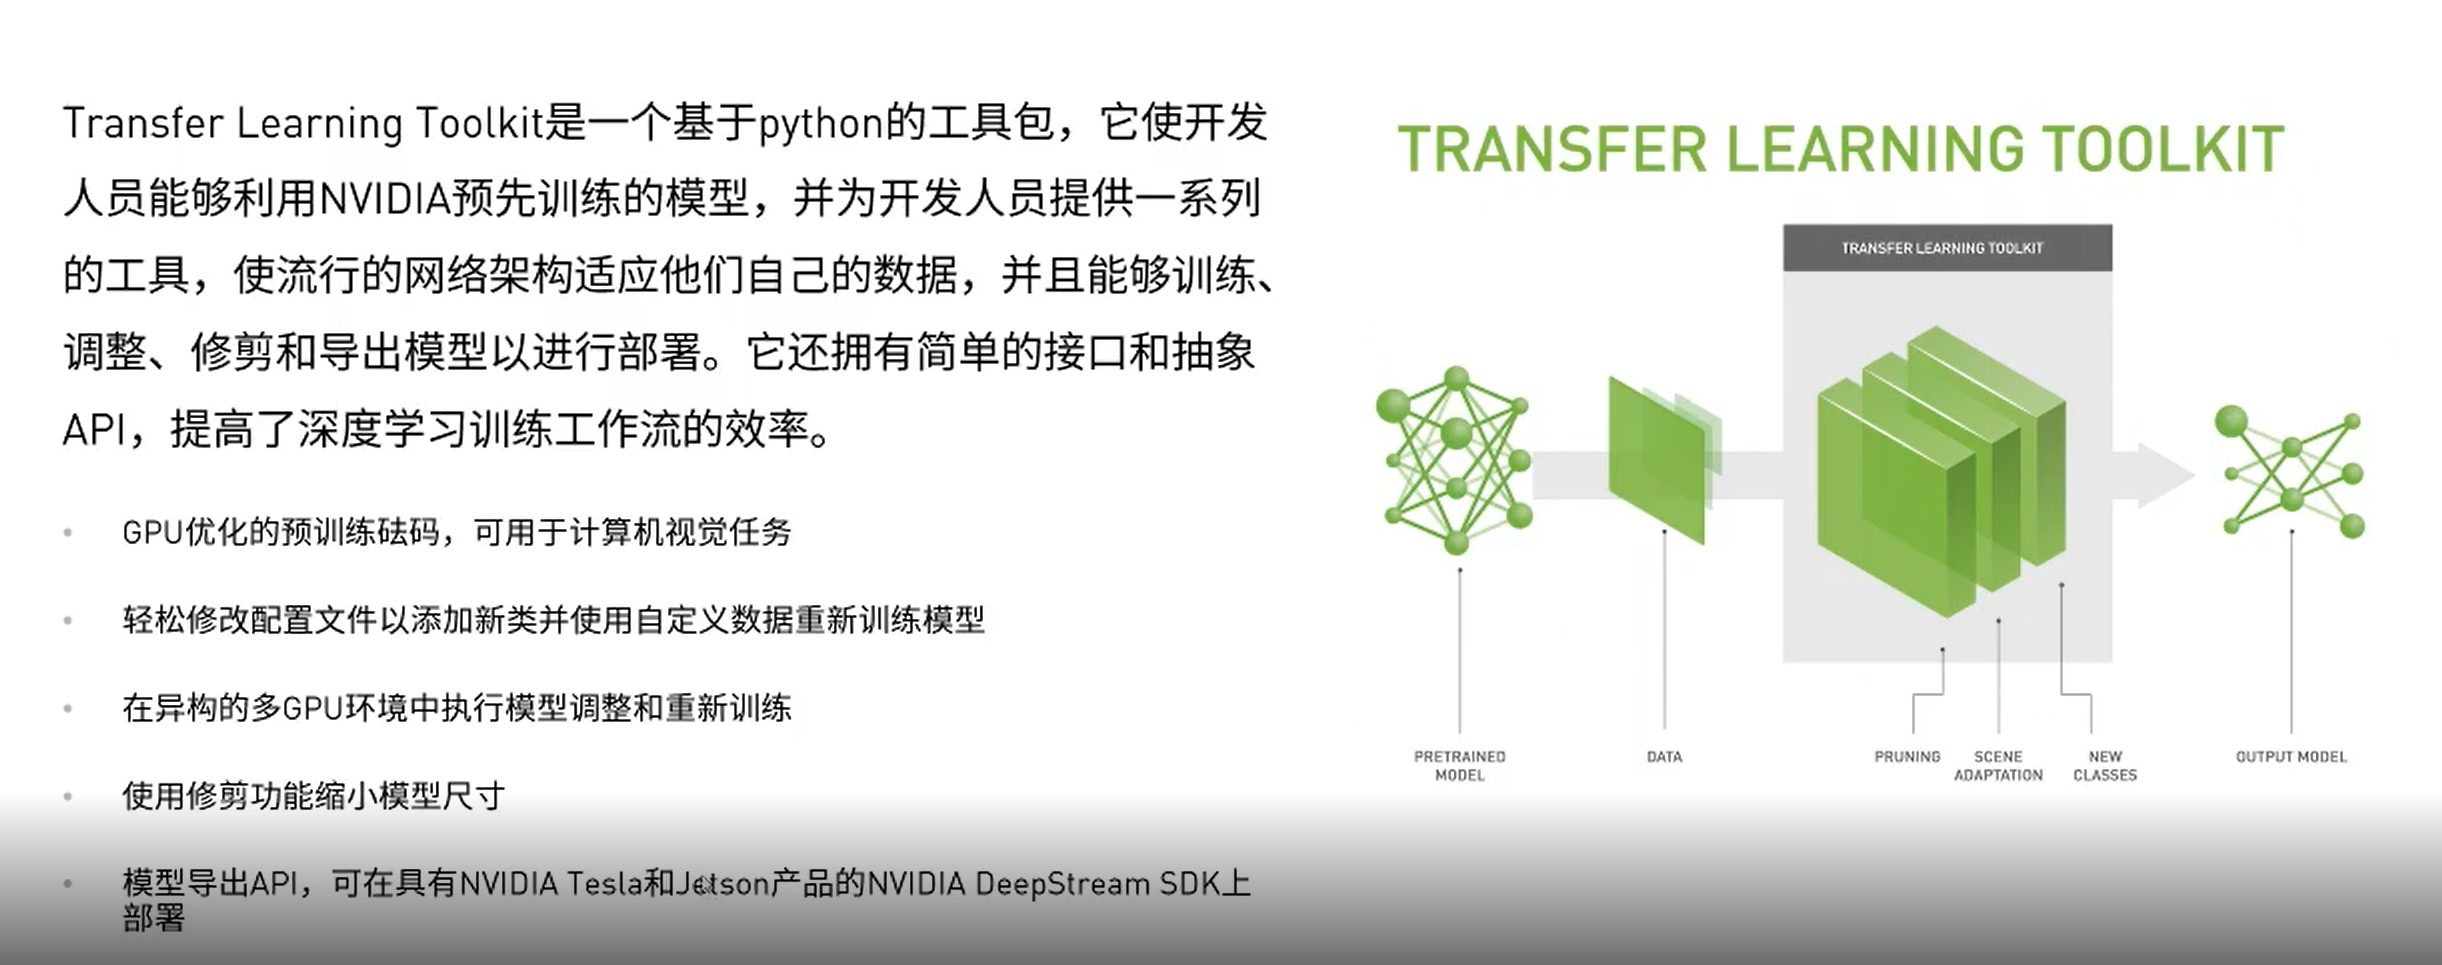 Transfer Learning Toolkit是一个基于python的工具包，它使开发
人员能够利用NVIDIA预先训练的模型，并为开发人员提供一系列
的工具，使流行的网络架构适应他们自己的数据，并且能够训练、
调整、修剪和导出模型以进行部署。它还拥有简单的接口和抽象
API，提高了深度学习训练工作流的效率。
• GPU优化的预训练砝码，可用于计算机视觉任务
• 轻松修改配置文件以添加新类并使用自定义数据重新训练模型
• 在异构的多GPU环境中执行模型调整和重新训练
• 使用修剪功能缩小模型尺寸
• 模型导出API，可在具有NVIDIA Tesla和Jetson产品的NVIDIA DeepStream SDK上
部署
TRANSFER LEARNING TOOLKIT
TRANSFER LEARNING TOOLKIT
PRETRAINED
MODEL
DATA
PRUNING
SCENE
ADAPTATION
NEW
CLASSES
OUTPUT MODEL